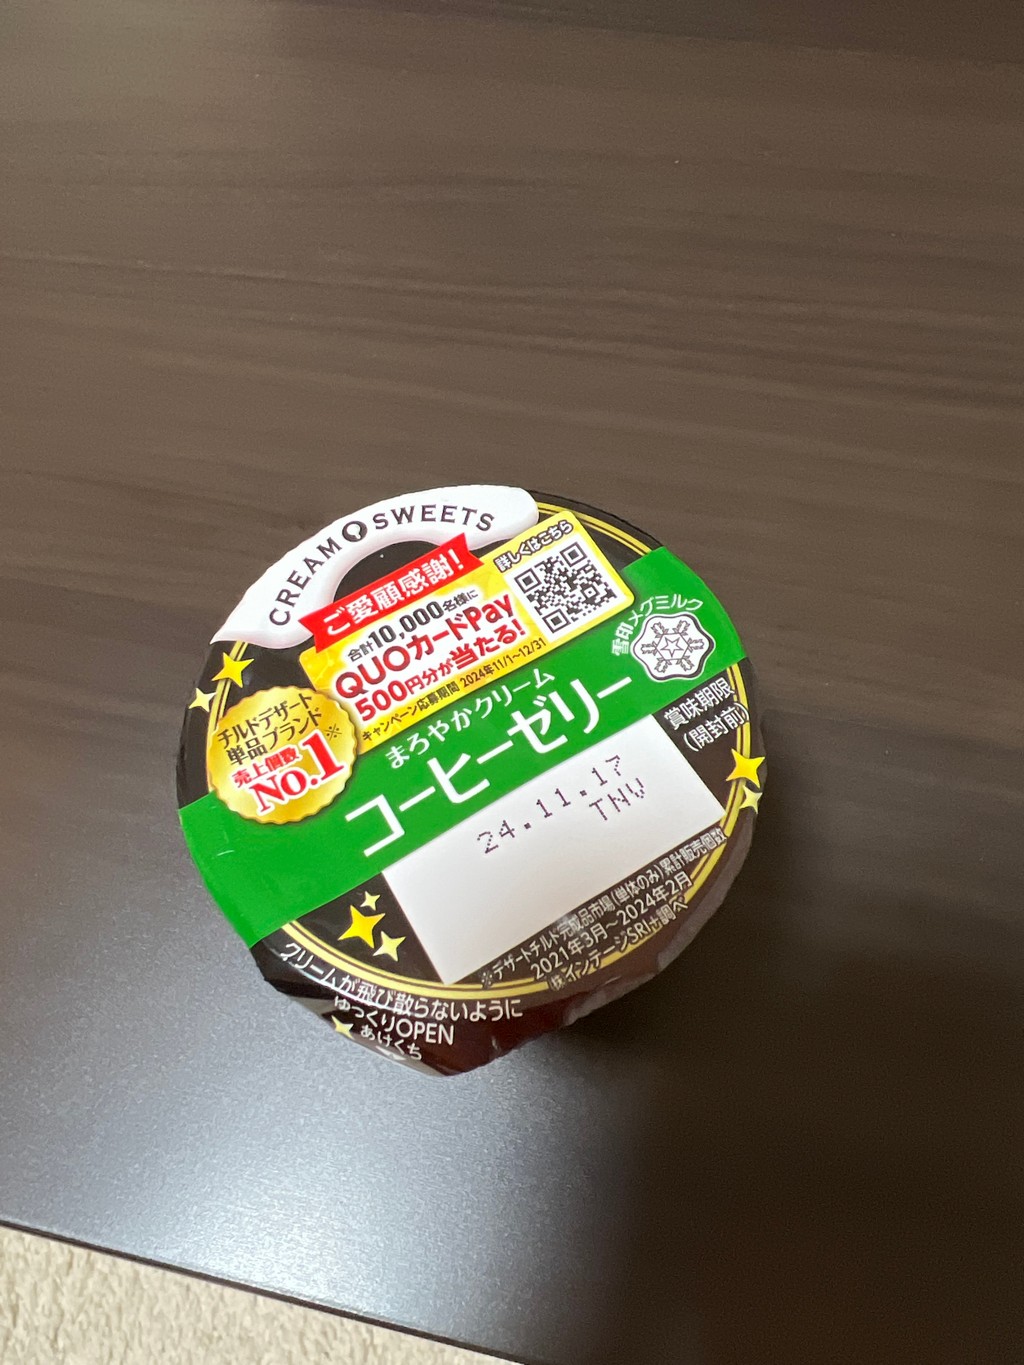 CREAM SWEETS
ご愛顧感謝!
合計10,000名様に
QUOカードPay
500円分が当たる!
キャンペーン応募期間 2024年11/1〜12/31
詳しくはこちら
雪印メグミルク
チルドデザート
単品ブランド※
売上個数
No.1
まろやかクリーム
コーヒーゼリー
賞味期限
(開封前)
24.11.17
TNV
※デザートチルド完成品市場(単体のみ)累計販売個数
2021年3月〜2024年2月
㈱インテージSRI+調べ
クリームが飛び散らないように
ゆっくりOPEN
あけくち